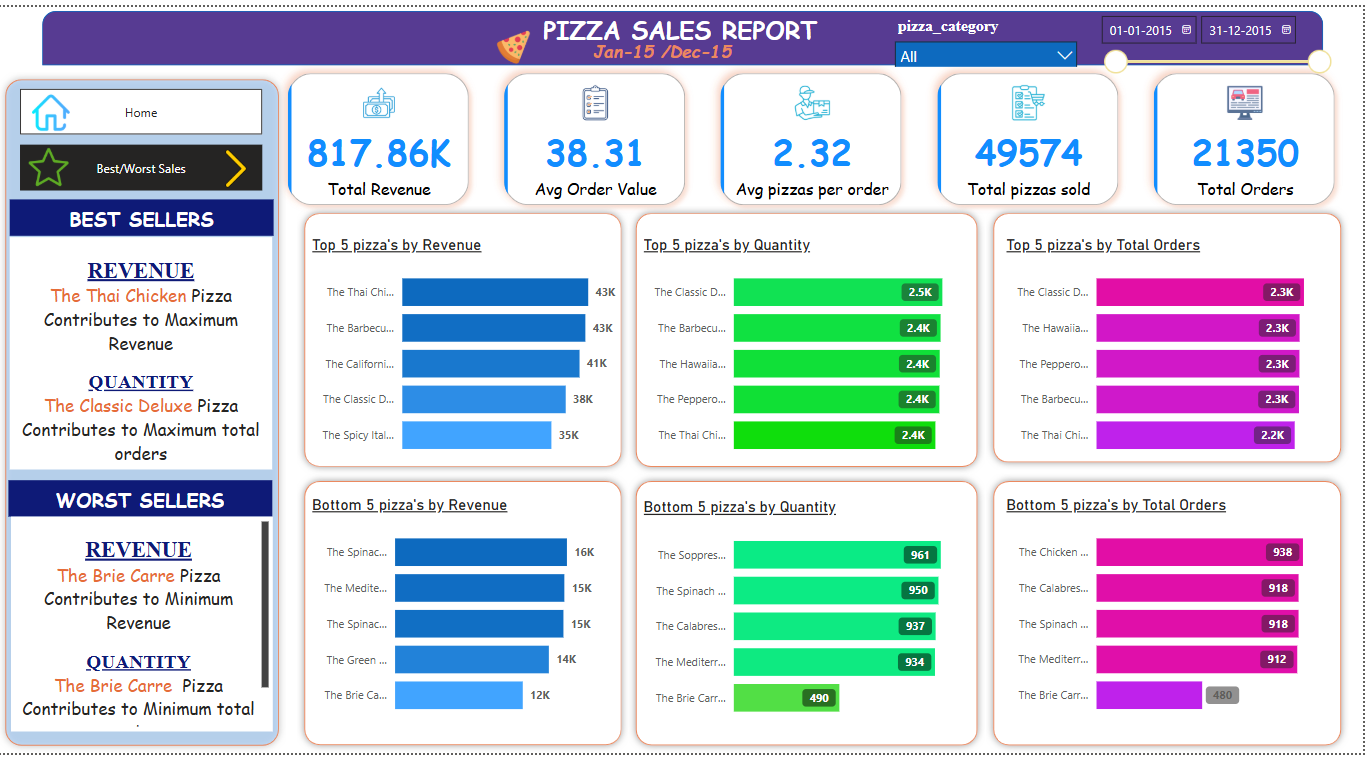 PIZZA SALES REPORT
Jan-15 /Dec-15
pizza_category
All
01-01-2015
31-12-2015
Home
Best/Worst Sales
BEST SELLERS
REVENUE
The Thai Chicken Pizza
Contributes to Maximum
Revenue
QUANTITY
The Classic Deluxe Pizza
Contributes to Maximum total
orders
WORST SELLERS
REVENUE
The Brie Carre Pizza
Contributes to Minimum
Revenue
QUANTITY
The Brie Carre Pizza
Contributes to Minimum total
817.86K
Total Revenue
38.31
Avg Order Value
2.32
Avg pizzas per order
49574
Total pizzas sold
21350
Total Orders
Top 5 pizza's by Revenue
The Thai Chi... 43K
The Barbecu... 43K
The Californi... 41K
The Classic D... 38K
The Spicy Ital... 35K
Top 5 pizza's by Quantity
The Classic D... 2.5K
The Barbecu... 2.4K
The Hawaiia... 2.4K
The Peppero... 2.4K
The Thai Chi... 2.4K
Top 5 pizza's by Total Orders
The Classic D... 2.3K
The Hawaiia... 2.3K
The Peppero... 2.3K
The Barbecu... 2.3K
The Thai Chi... 2.2K
Bottom 5 pizza's by Revenue
The Spinac... 16K
The Medite... 15K
The Spinac... 15K
The Green ... 14K
The Brie Ca... 12K
Bottom 5 pizza's by Quantity
The Soppres... 961
The Spinach ... 950
The Calabres... 937
The Mediterr... 934
The Brie Carr... 490
Bottom 5 pizza's by Total Orders
The Chicken ... 938
The Calabres... 918
The Spinach ... 918
The Mediterr... 912
The Brie Carr... 480